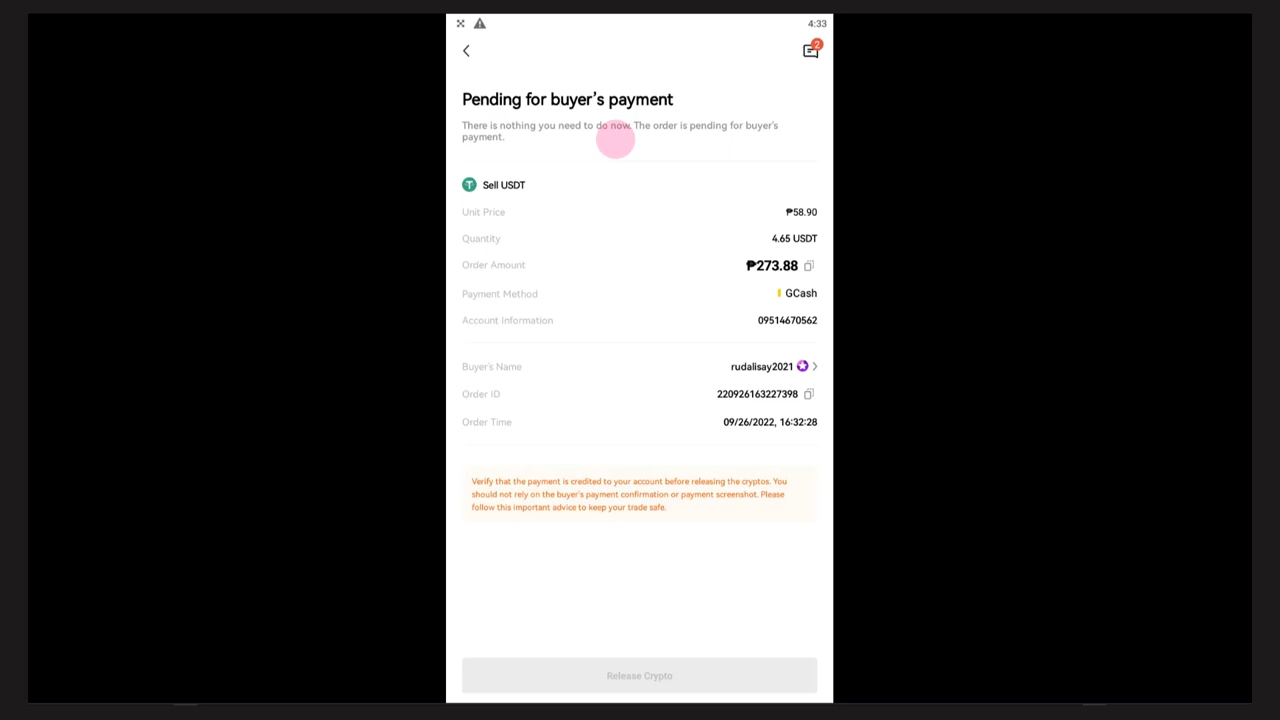 4:33
2
Pending for buyer's payment
There is nothing you need to do now. The order is pending for buyer's
payment.
Sell USDT
Unit Price ₱58.90
Quantity 4.65 USDT
Order Amount ₱273.88
Payment Method GCash
Account Information 09514670562
Buyer's Name rudalisay2021
Order ID 220926163227398
Order Time 09/26/2022, 16:32:28
Verify that the payment is credited to your account before releasing the cryptos. You
should not rely on the buyer's payment confirmation or payment screenshot. Please
follow this important advice to keep your trade safe.
Release Crypto